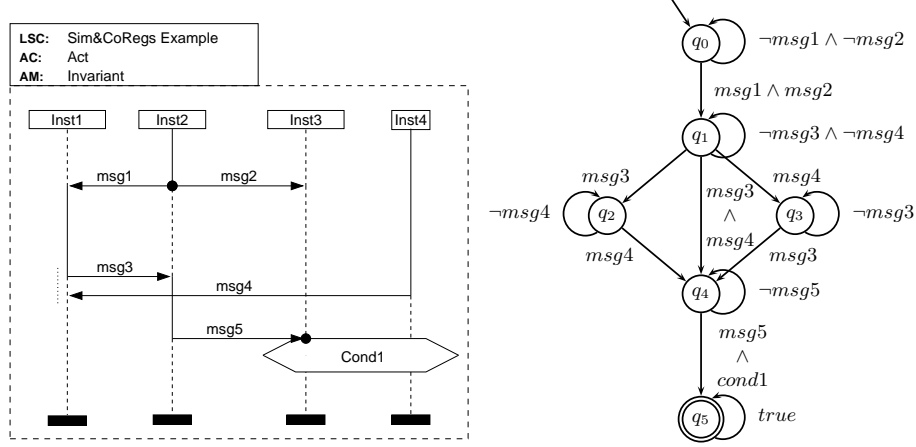 LSC: Sim&CoRegs Example
AC: Act
AM: Invariant
Inst1 Inst2 Inst3 Inst4
msg1 msg2
msg3
msg4
msg5
Cond1
q0 ¬msg1 ∧ ¬msg2
msg1 ∧ msg2
q1 ¬msg3 ∧ ¬msg4
msg3 msg3 msg4
∧
msg4
¬msg4 q2 q3 ¬msg3
msg4 msg3
q4 ¬msg5
msg5
∧
cond1
q5 true